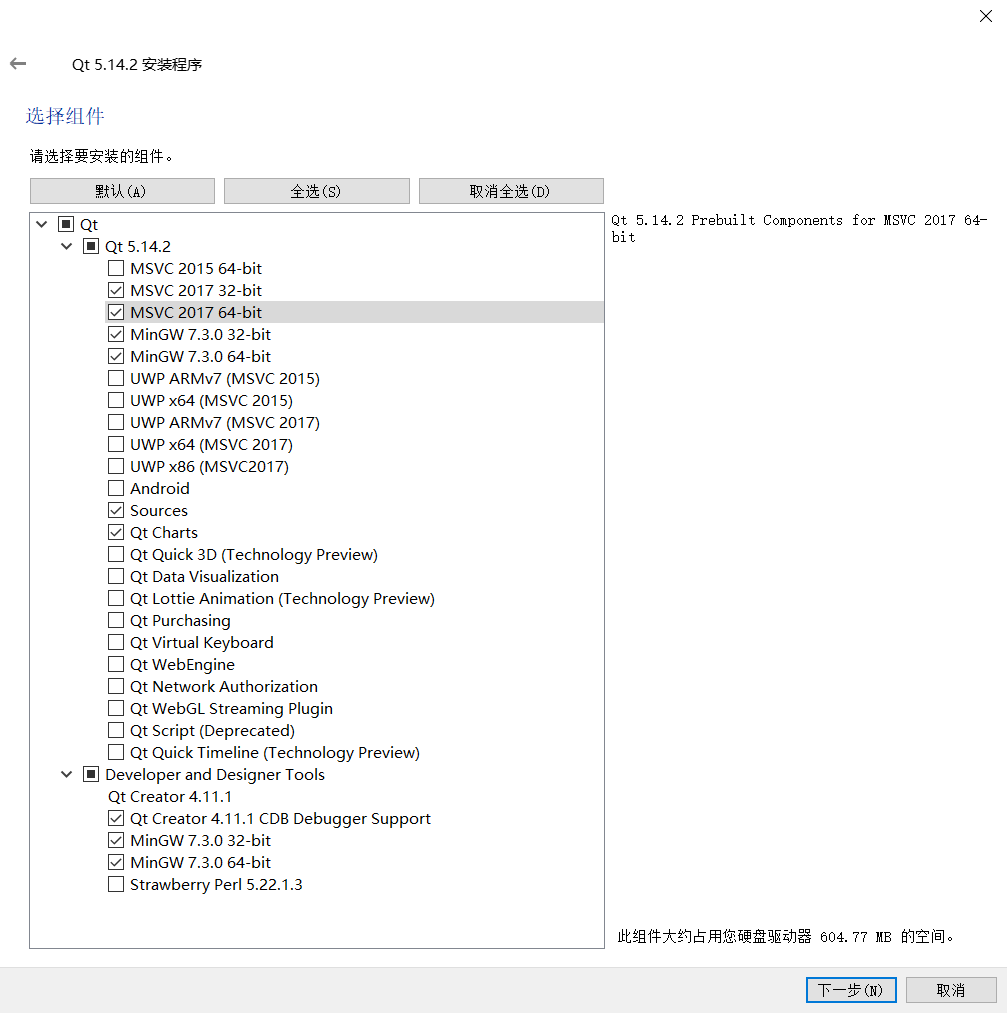 Qt 5.14.2 安装程序
选择组件
请选择要安装的组件。
默认(A) 全选(S) 取消全选(D)
Qt
Qt 5.14.2
MSVC 2015 64-bit
MSVC 2017 32-bit
MSVC 2017 64-bit
MinGW 7.3.0 32-bit
MinGW 7.3.0 64-bit
UWP ARMv7 (MSVC 2015)
UWP x64 (MSVC 2015)
UWP ARMv7 (MSVC 2017)
UWP x64 (MSVC 2017)
UWP x86 (MSVC2017)
Android
Sources
Qt Charts
Qt Quick 3D (Technology Preview)
Qt Data Visualization
Qt Lottie Animation (Technology Preview)
Qt Purchasing
Qt Virtual Keyboard
Qt WebEngine
Qt Network Authorization
Qt WebGL Streaming Plugin
Qt Script (Deprecated)
Qt Quick Timeline (Technology Preview)
Developer and Designer Tools
Qt Creator 4.11.1
Qt Creator 4.11.1 CDB Debugger Support
MinGW 7.3.0 32-bit
MinGW 7.3.0 64-bit
Strawberry Perl 5.22.1.3
Qt 5.14.2 Prebuilt Components for MSVC 2017 64-
bit
此组件大约占用您硬盘驱动器 604.77 MB 的空间。
下一步(N) 取消